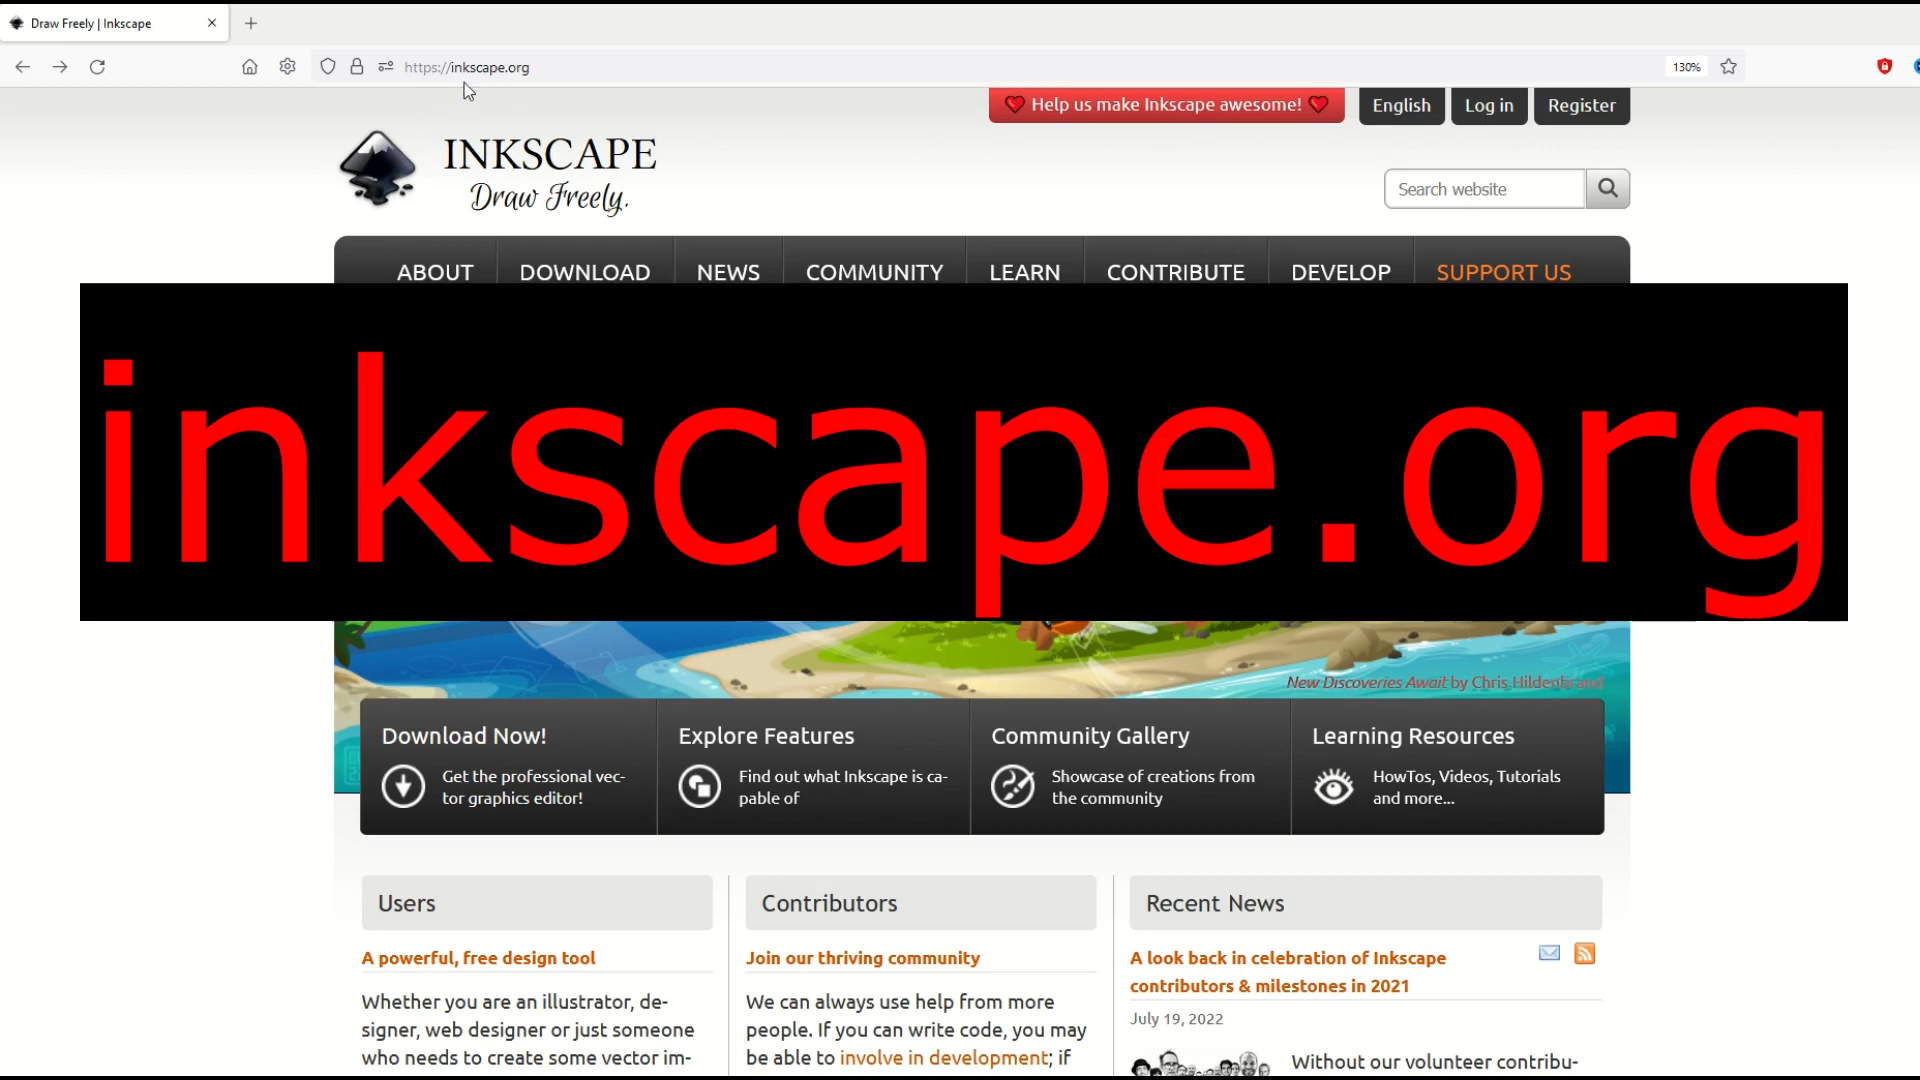 Draw Freely | Inkscape
https://inkscape.org
130%
Help us make Inkscape awesome!
English
Log in
Register
INKSCAPE
Draw Freely.
Search website
ABOUT
DOWNLOAD
NEWS
COMMUNITY
LEARN
CONTRIBUTE
DEVELOP
SUPPORT US
inkscape.org
New Discoveries Await by Chris Hildenbrand
Download Now!
Get the professional vec-
tor graphics editor!
Explore Features
Find out what Inkscape is ca-
pable of
Community Gallery
Showcase of creations from
the community
Learning Resources
HowTos, Videos, Tutorials
and more...
Users
A powerful, free design tool
Whether you are an illustrator, de-
signer, web designer or just someone
who needs to create some vector im-
Contributors
Join our thriving community
We can always use help from more
people. If you can write code, you may
be able to involve in development; if
Recent News
A look back in celebration of Inkscape
contributors & milestones in 2021
July 19, 2022
Without our volunteer contribu-